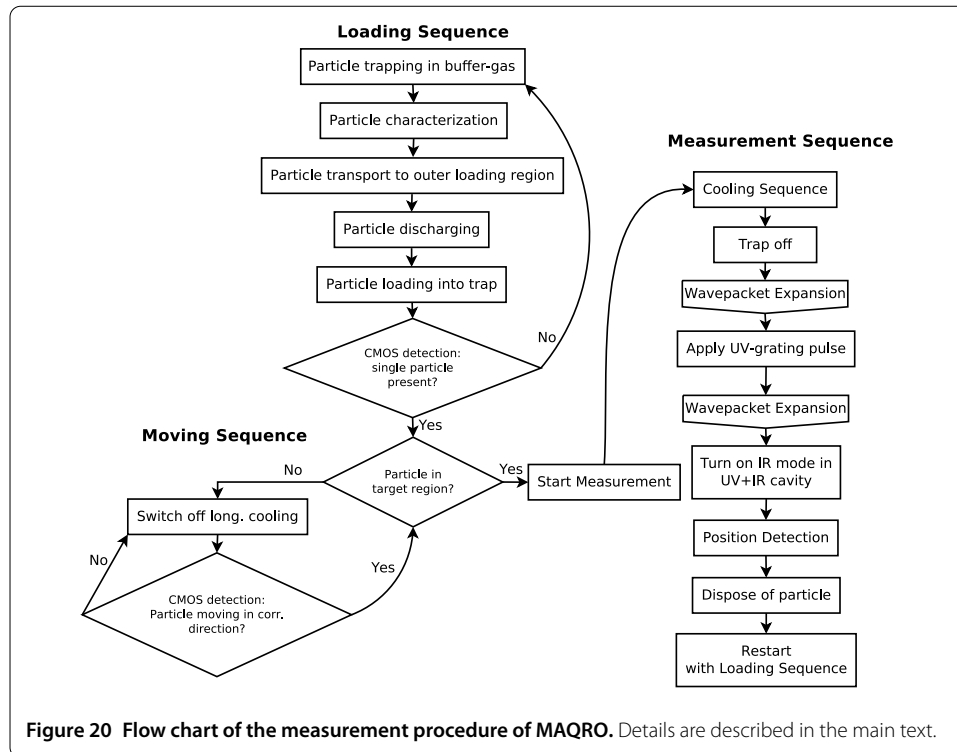 Loading Sequence
Particle trapping in buffer-gas
Particle characterization
Particle transport to outer loading region
Particle discharging
Particle loading into trap
CMOS detection:
single particle
present?
No
Yes
Moving Sequence
Particle in
target region?
No
Yes
Switch off long. cooling
No
CMOS detection:
Particle moving in corr.
direction?
Yes
Start Measurement
Measurement Sequence
Cooling Sequence
Trap off
Wavepacket Expansion
Apply UV-grating pulse
Wavepacket Expansion
Turn on IR mode in
UV+IR cavity
Position Detection
Dispose of particle
Restart
with Loading Sequence
Figure 20 Flow chart of the measurement procedure of MAQRO. Details are described in the main text.